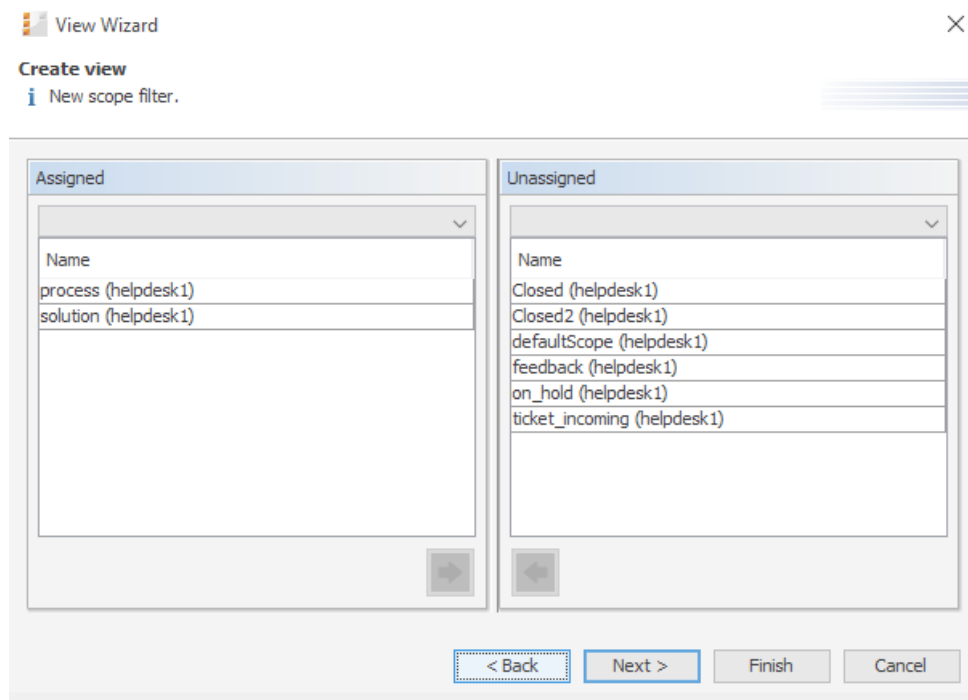 View Wizard
Create view
i New scope filter.
Assigned
Name
process (helpdesk1)
solution (helpdesk1)
Unassigned
Name
Closed (helpdesk1)
Closed2 (helpdesk1)
defaultScope (helpdesk1)
feedback (helpdesk1)
on_hold (helpdesk1)
ticket_incoming (helpdesk1)
< Back Next > Finish Cancel